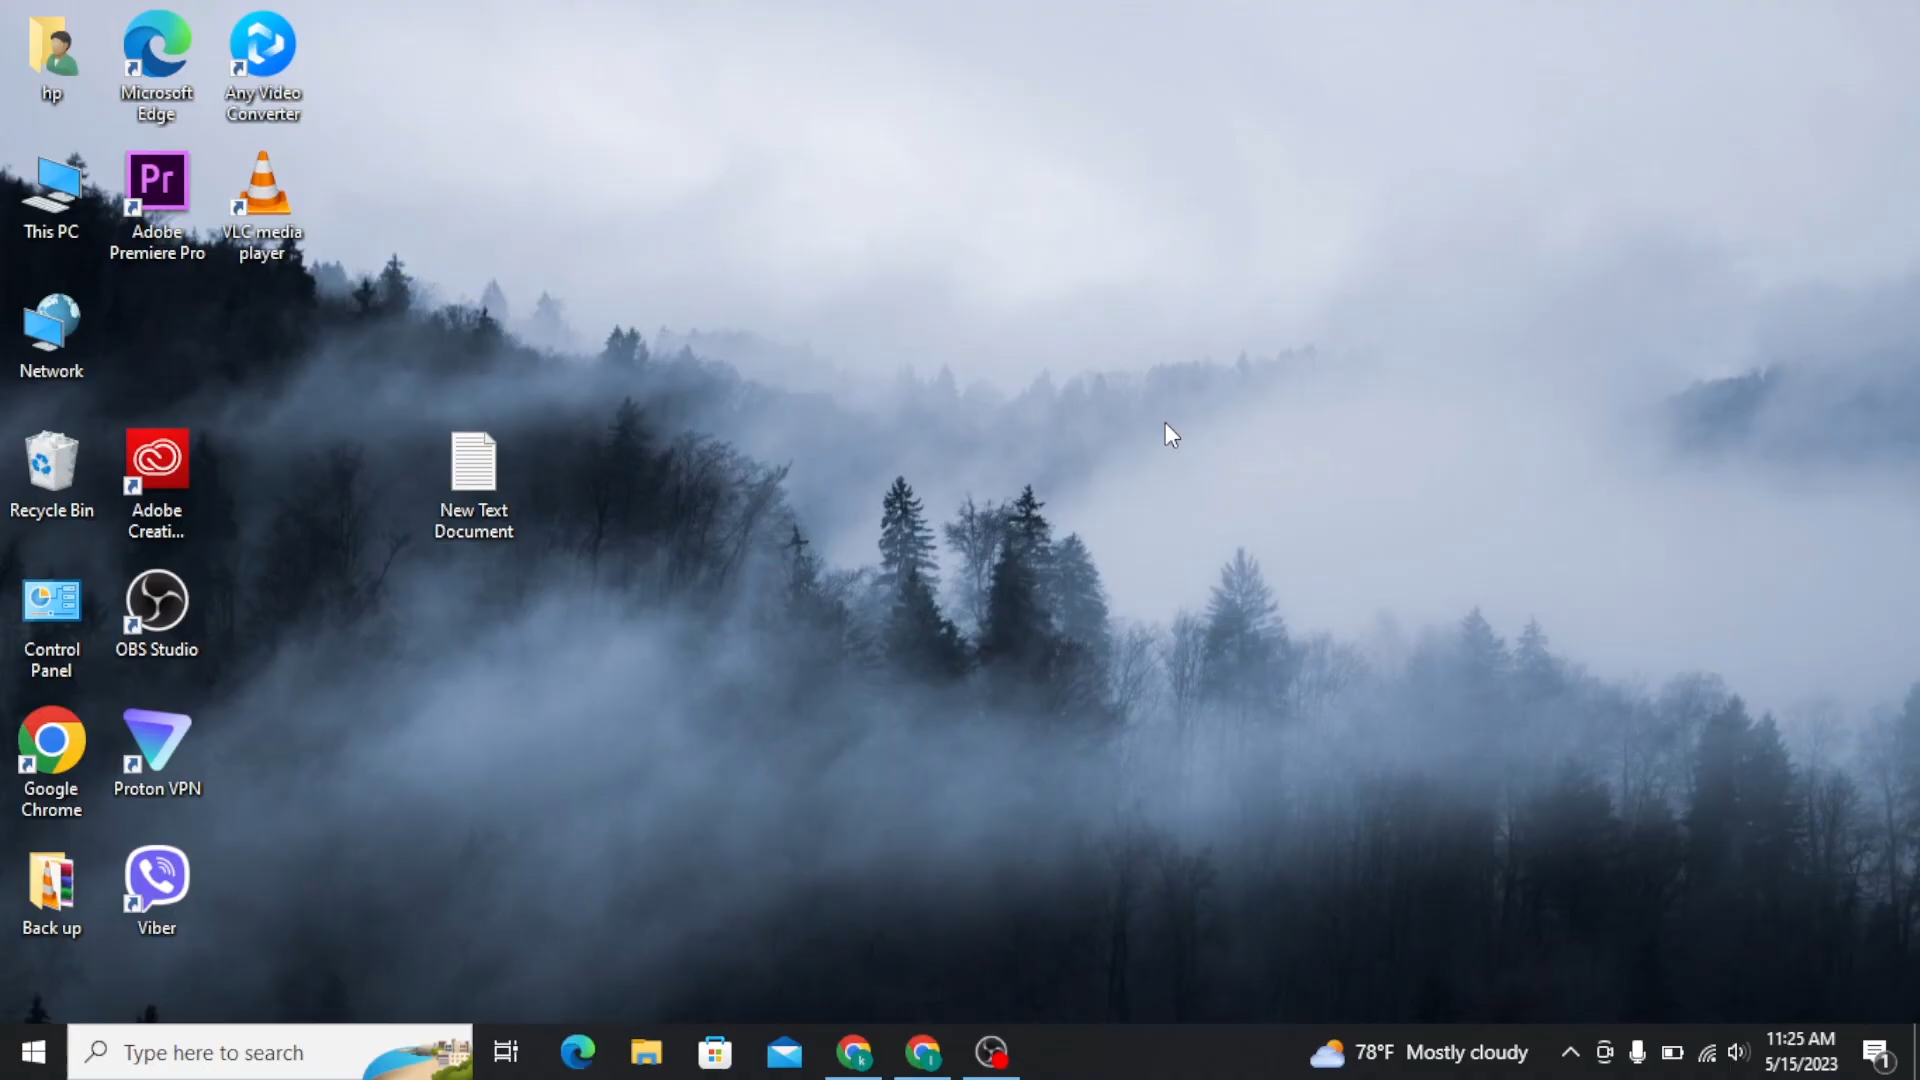 hp
Microsoft
Edge
Any Video
Converter
This PC
Pr
Adobe
Premiere Pro
VLC media
player
Network
Recycle Bin
Adobe
Creati...
New Text
Document
Control
Panel
OBS Studio
Google
Chrome
Proton VPN
Back up
Viber
Type here to search
k
l
78°F Mostly cloudy
11:25 AM
5/15/2023
1